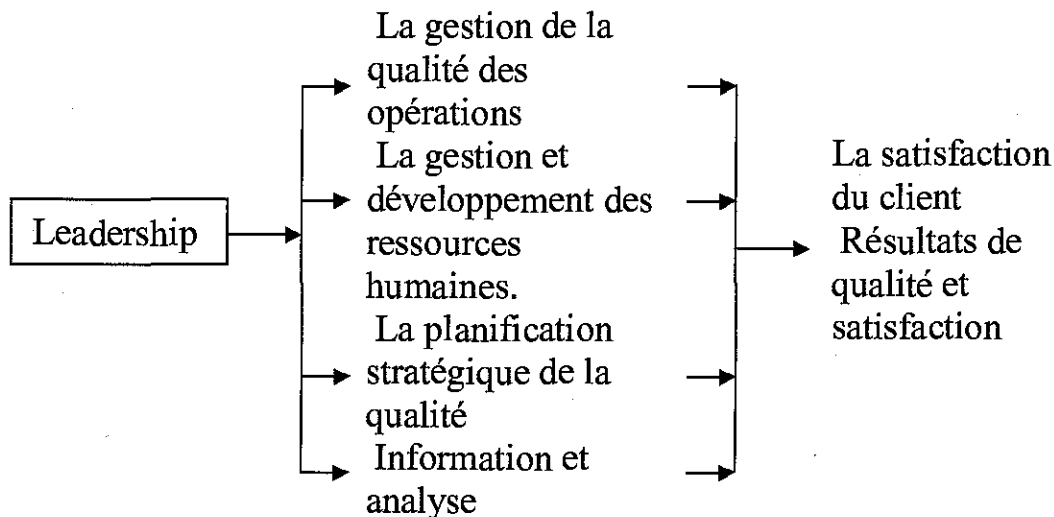 Leadership
La gestion de la
qualité des
opérations
La gestion et
développement des
ressources
humaines.
La planification
stratégique de la
qualité
Information et
analyse
La satisfaction
du client
Résultats de
qualité et
satisfaction